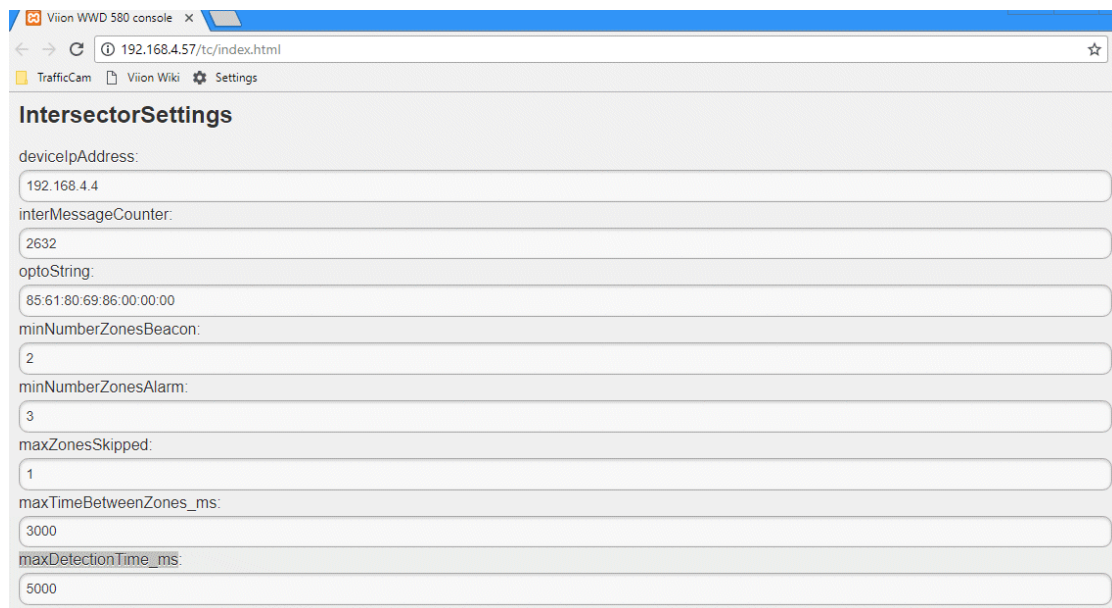 Viion WWD 580 console
192.168.4.57/tc/index.html
TrafficCam Viion Wiki Settings
IntersectorSettings
deviceIpAddress:
192.168.4.4
interMessageCounter:
2632
optoString:
85:61:80:69:86:00:00:00
minNumberZonesBeacon:
2
minNumberZonesAlarm:
3
maxZonesSkipped:
1
maxTimeBetweenZones_ms:
3000
maxDetectionTime_ms:
5000